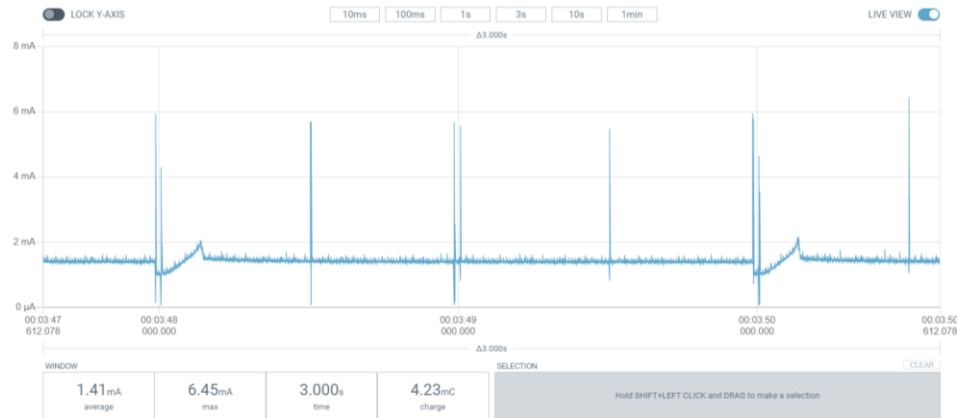 LOCK Y-AXIS 10ms 100ms 1s 3s 10s 1min LIVE VIEW
Δ3.000s
8 mA
6 mA
4 mA
2 mA
0 µA
00:03:47 00:03:48 00:03:49 00:03:50 00:03:50
612.078 000.000 000.000 000.000 612.078
Δ3.000s
WINDOW SELECTION CLEAR
1.41mA 6.45mA 3.000s 4.23mC
average max time charge
Hold SHIFT+LEFT CLICK and DRAG to make a selection